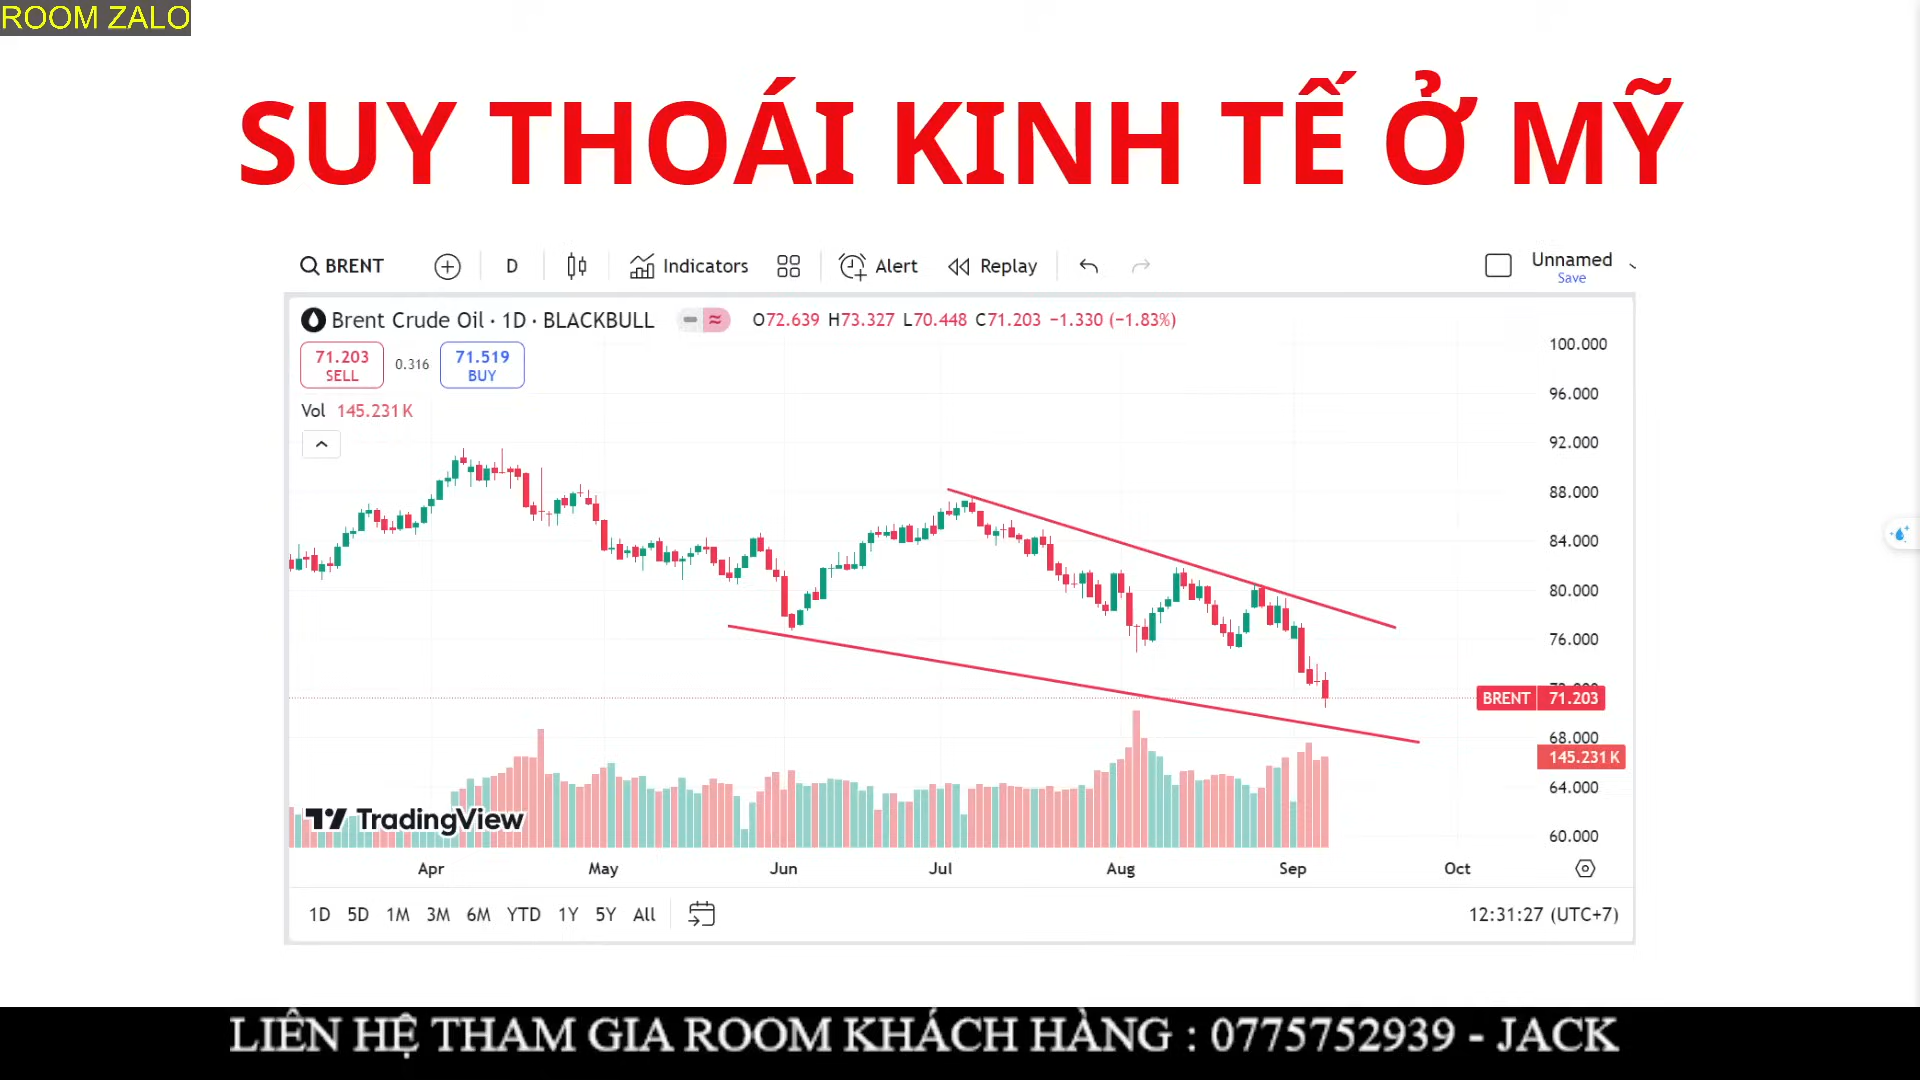 ROOM ZALO
SUY THOÁI KINH TẾ Ở MỸ
BRENT D Indicators Alert Replay Unnamed
Save
Brent Crude Oil · 1D · BLACKBULL O72.639 H73.327 L70.448 C71.203 −1.330 (−1.83%)
71.203 SELL 0.316 71.519 BUY
Vol 145.231K
100.000
96.000
92.000
88.000
84.000
80.000
76.000
BRENT 71.203
68.000
145.231K
64.000
60.000
TradingView
Apr May Jun Jul Aug Sep Oct
1D 5D 1M 3M 6M YTD 1Y 5Y All 12:31:27 (UTC+7)
LIÊN HỆ THAM GIA ROOM KHÁCH HÀNG : 0775752939 - JACK